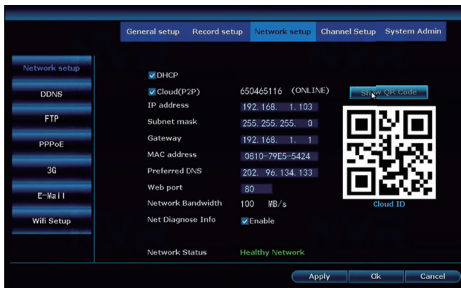 General setup Record setup Network setup Channel Setup System Admin
Network setup
DDNS
FTP
PPPoE
3G
E-Mail
Wifi Setup
DHCP
Cloud(P2P) 650465116 (ONLINE) Show QR Code
IP address 192.168. 1.103
Subnet mask 255.255.255. 0
Gateway 192.168. 1. 1
MAC address 0810-79E5-5424
Preferred DNS 202. 96.134.133
Web port 80
Network Bandwidth 100 MB/s
Net Diagnose Info Enable
Cloud ID
Network Status Healthy Network
Apply Ok Cancel